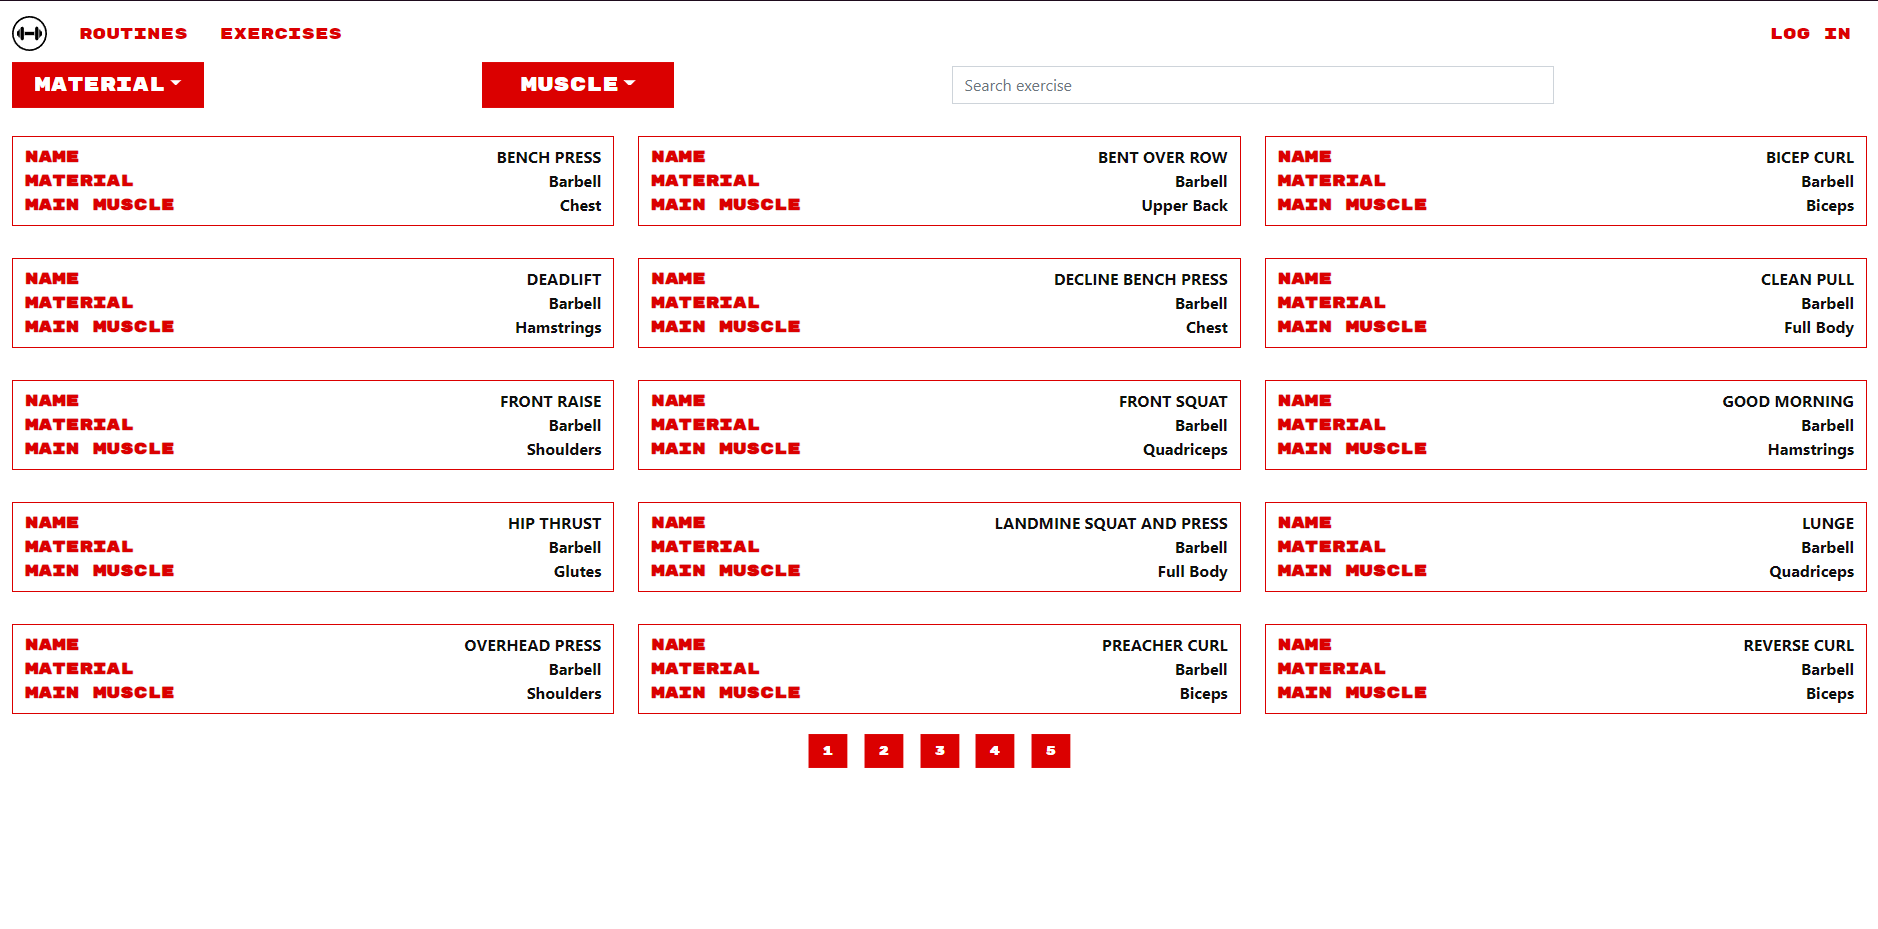 ROUTINES EXERCISES LOG IN
MATERIAL MUSCLE Search exercise
NAME BENCH PRESS
MATERIAL Barbell
MAIN MUSCLE Chest
NAME BENT OVER ROW
MATERIAL Barbell
MAIN MUSCLE Upper Back
NAME BICEP CURL
MATERIAL Barbell
MAIN MUSCLE Biceps
NAME DEADLIFT
MATERIAL Barbell
MAIN MUSCLE Hamstrings
NAME DECLINE BENCH PRESS
MATERIAL Barbell
MAIN MUSCLE Chest
NAME CLEAN PULL
MATERIAL Barbell
MAIN MUSCLE Full Body
NAME FRONT RAISE
MATERIAL Barbell
MAIN MUSCLE Shoulders
NAME FRONT SQUAT
MATERIAL Barbell
MAIN MUSCLE Quadriceps
NAME GOOD MORNING
MATERIAL Barbell
MAIN MUSCLE Hamstrings
NAME HIP THRUST
MATERIAL Barbell
MAIN MUSCLE Glutes
NAME LANDMINE SQUAT AND PRESS
MATERIAL Barbell
MAIN MUSCLE Full Body
NAME LUNGE
MATERIAL Barbell
MAIN MUSCLE Quadriceps
NAME OVERHEAD PRESS
MATERIAL Barbell
MAIN MUSCLE Shoulders
NAME PREACHER CURL
MATERIAL Barbell
MAIN MUSCLE Biceps
NAME REVERSE CURL
MATERIAL Barbell
MAIN MUSCLE Biceps
1 2 3 4 5